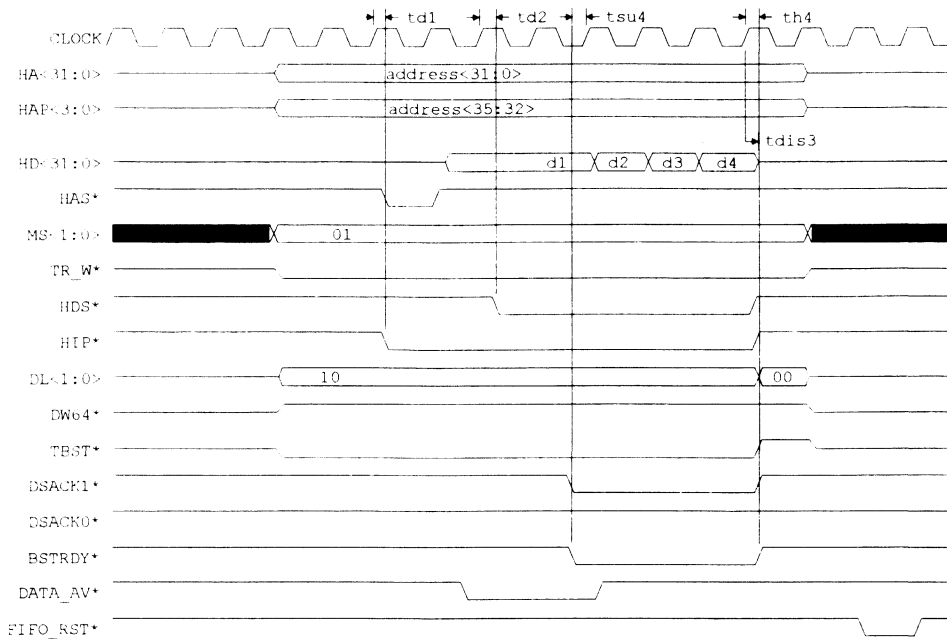 td1 td2 tsu4 th4
CLOCK
HA<31:0> address<31:0>
HAP<3:0> address<35:32>
tdis3
HD<31:0> d1 d2 d3 d4
HAS*
MS<1:0> 01
TR_W*
HDS*
HIP*
DL<1:0> 10 00
DW64*
TBST*
DSACK1*
DSACK0*
BSTRDY*
DATA_AV*
FIFO_RST*